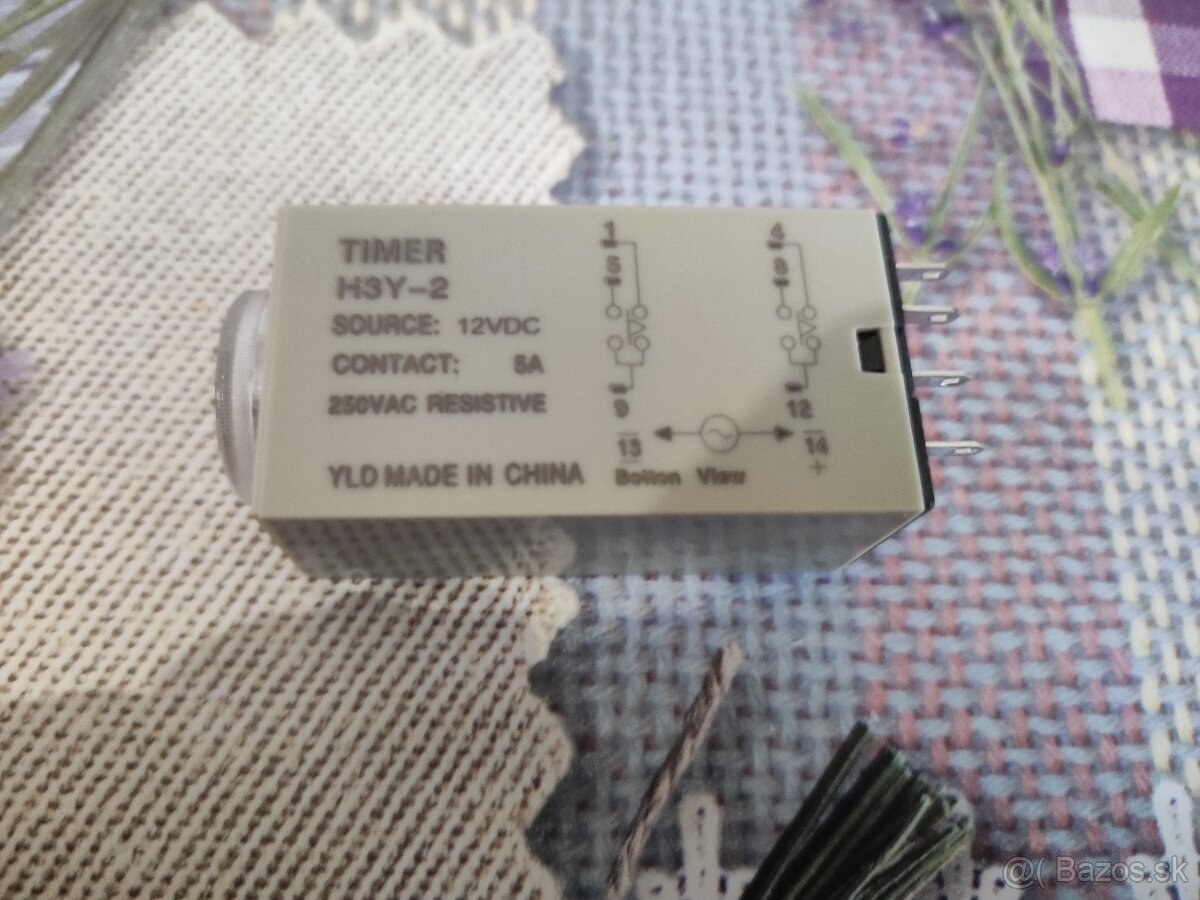 TIMER
H3Y-2
SOURCE: 12VDC
CONTACT: 5A
250VAC RESISTIVE
YLD MADE IN CHINA
1 4
5 8
9 12
13 ~ 14
- +
Botton View
@( Bazos.sk